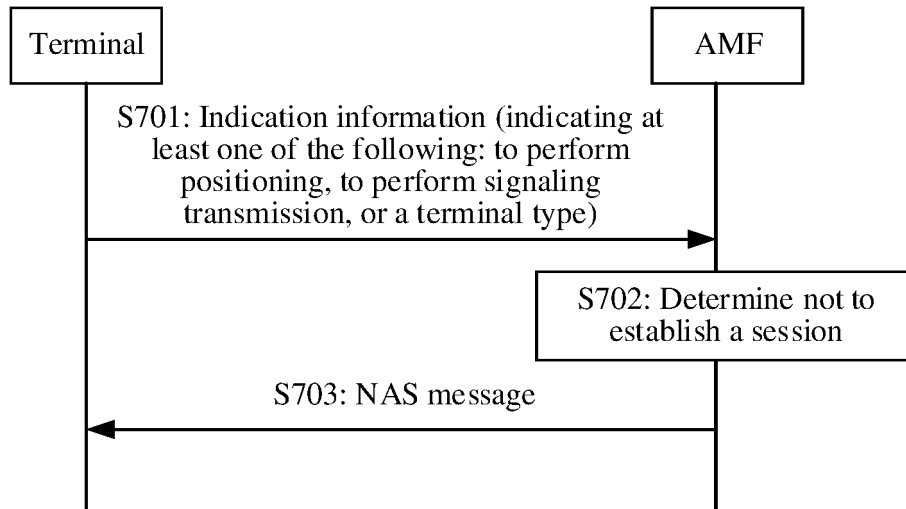 Terminal
AMF
S701: Indication information (indicating at
least one of the following: to perform
positioning, to perform signaling
transmission, or a terminal type)
S702: Determine not to
establish a session
S703: NAS message